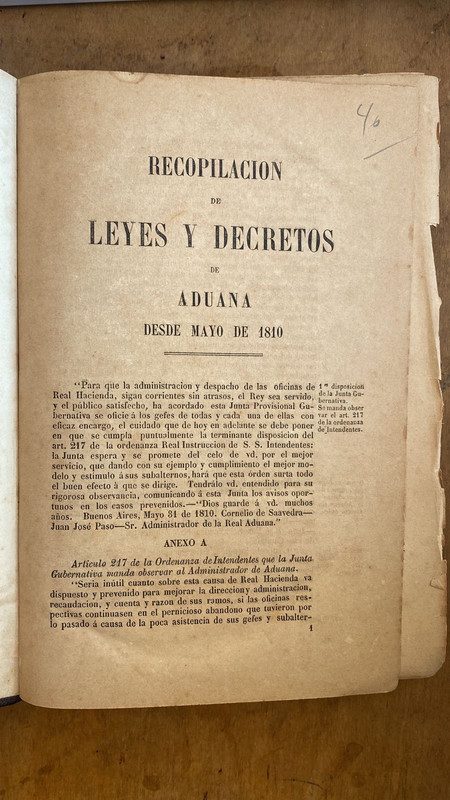 46
RECOPILACION
DE
LEYES Y DECRETOS
DE
ADUANA
DESDE MAYO DE 1810
"Para que la administracion y despacho de las oficinas de
Real Hacienda, sigan corrientes sin atrasos, el Rey sea servido,
y el público satisfecho, ha acordado esta Junta Provisional Gu-
bernativa se oficie á los gefes de todas y cada una de ellas con
eficaz encargo, el cuidado que de hoy en adelante se debe poner
en que se cumpla puntualmente la terminante disposicion del
art. 217 de la ordenanza Real Instruccion de S. S. Intendentes:
la Junta espera y se promete del celo de vd. por el mejor
servicio, que dando con su ejemplo y cumplimiento el mejor mo-
delo y estimulo á sus subalternos, hará que esta órden surta todo
el buen efecto á que se dirige. Tendrálo vd. entendido para su
rigorosa observancia, comunicando á esta Junta los avisos opor-
tunos en los casos prevenidos.—"Dios guarde á vd. muchos
años. Buenos Aires, Mayo 31 de 1810. Cornelio de Saavedra—
Juan José Paso—Sr. Administrador de la Real Aduana."
1ª disposicion
de la Junta Gu-
bernativa.
Se manda obser
var el art. 217
de la ordenanza
de Intendentes.
ANEXO A
Articulo 217 de la Ordenanza de Intendentes que la Junta
Gubernativa manda observar al Administrador de Aduana.
"Seria inútil cuanto sobre esta causa de Real Hacienda va
dispuesto y prevenido para mejorar la direccion y administracion,
recaudacion, y cuenta y razon de sus ramos, si las oficinas res-
pectivas continuasen en el pernicioso abandono que tuvieron por
lo pasado á causa de la poca asistencia de sus gefes y subalter-
1